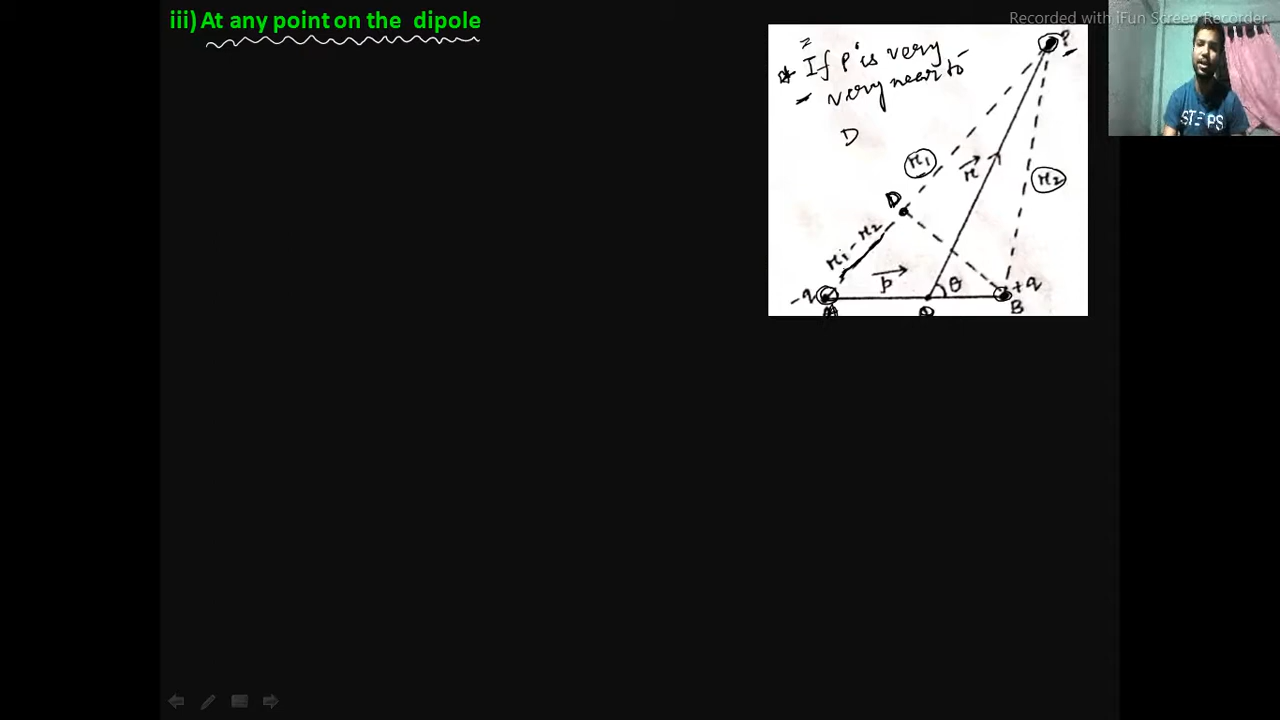 iii) At any point on the dipole
Recorded with iFun Screen Recorder
STEPS
* If P is very
very near to
D
P
r₁
r
r₂
D
r₁ - r₂
p
θ
-q
+q
A
O
B